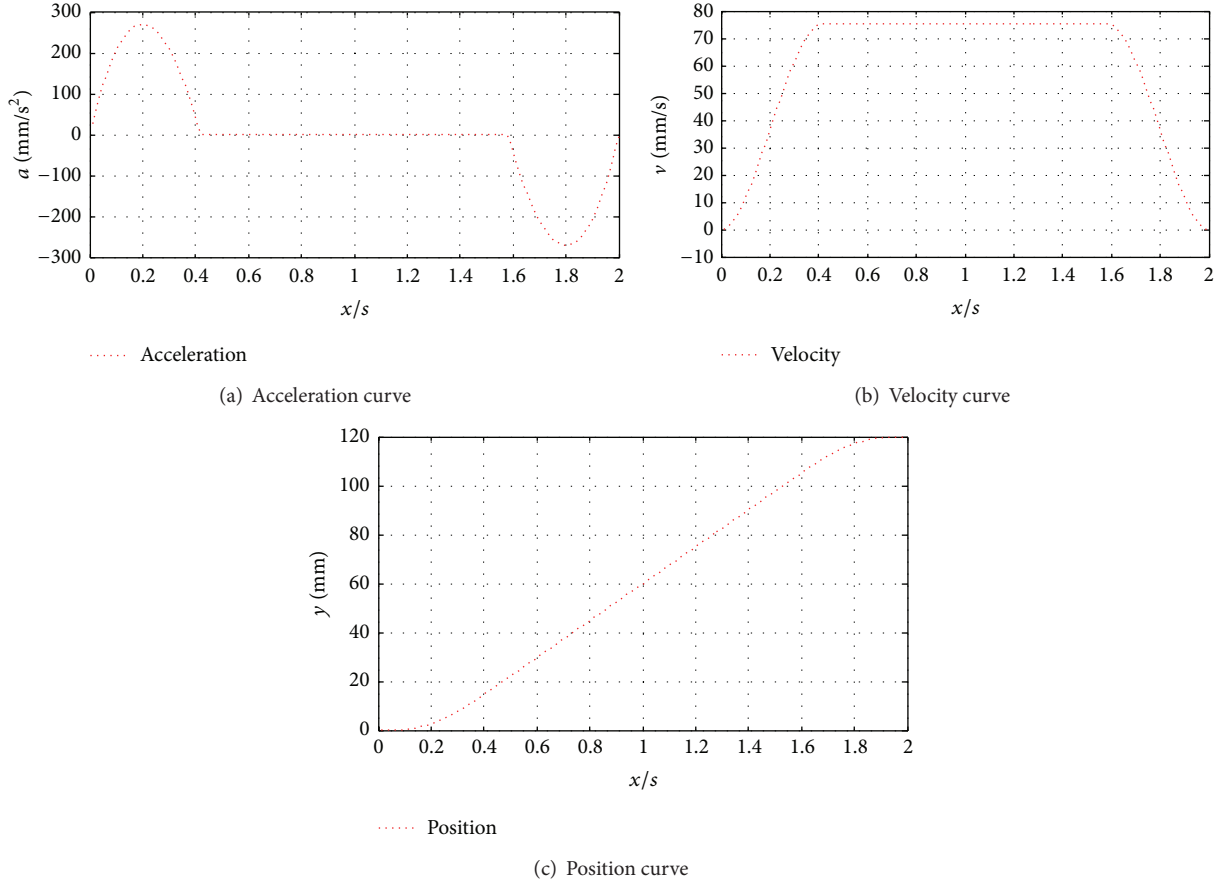 300
200
100
0
−100
−200
−300
a (mm/s²)
0 0.2 0.4 0.6 0.8 1 1.2 1.4 1.6 1.8 2
x/s
Acceleration
(a) Acceleration curve
80
70
60
50
40
30
20
10
0
−10
v (mm/s)
0 0.2 0.4 0.6 0.8 1 1.2 1.4 1.6 1.8 2
x/s
Velocity
(b) Velocity curve
120
100
80
60
40
20
0
y (mm)
0 0.2 0.4 0.6 0.8 1 1.2 1.4 1.6 1.8 2
x/s
Position
(c) Position curve